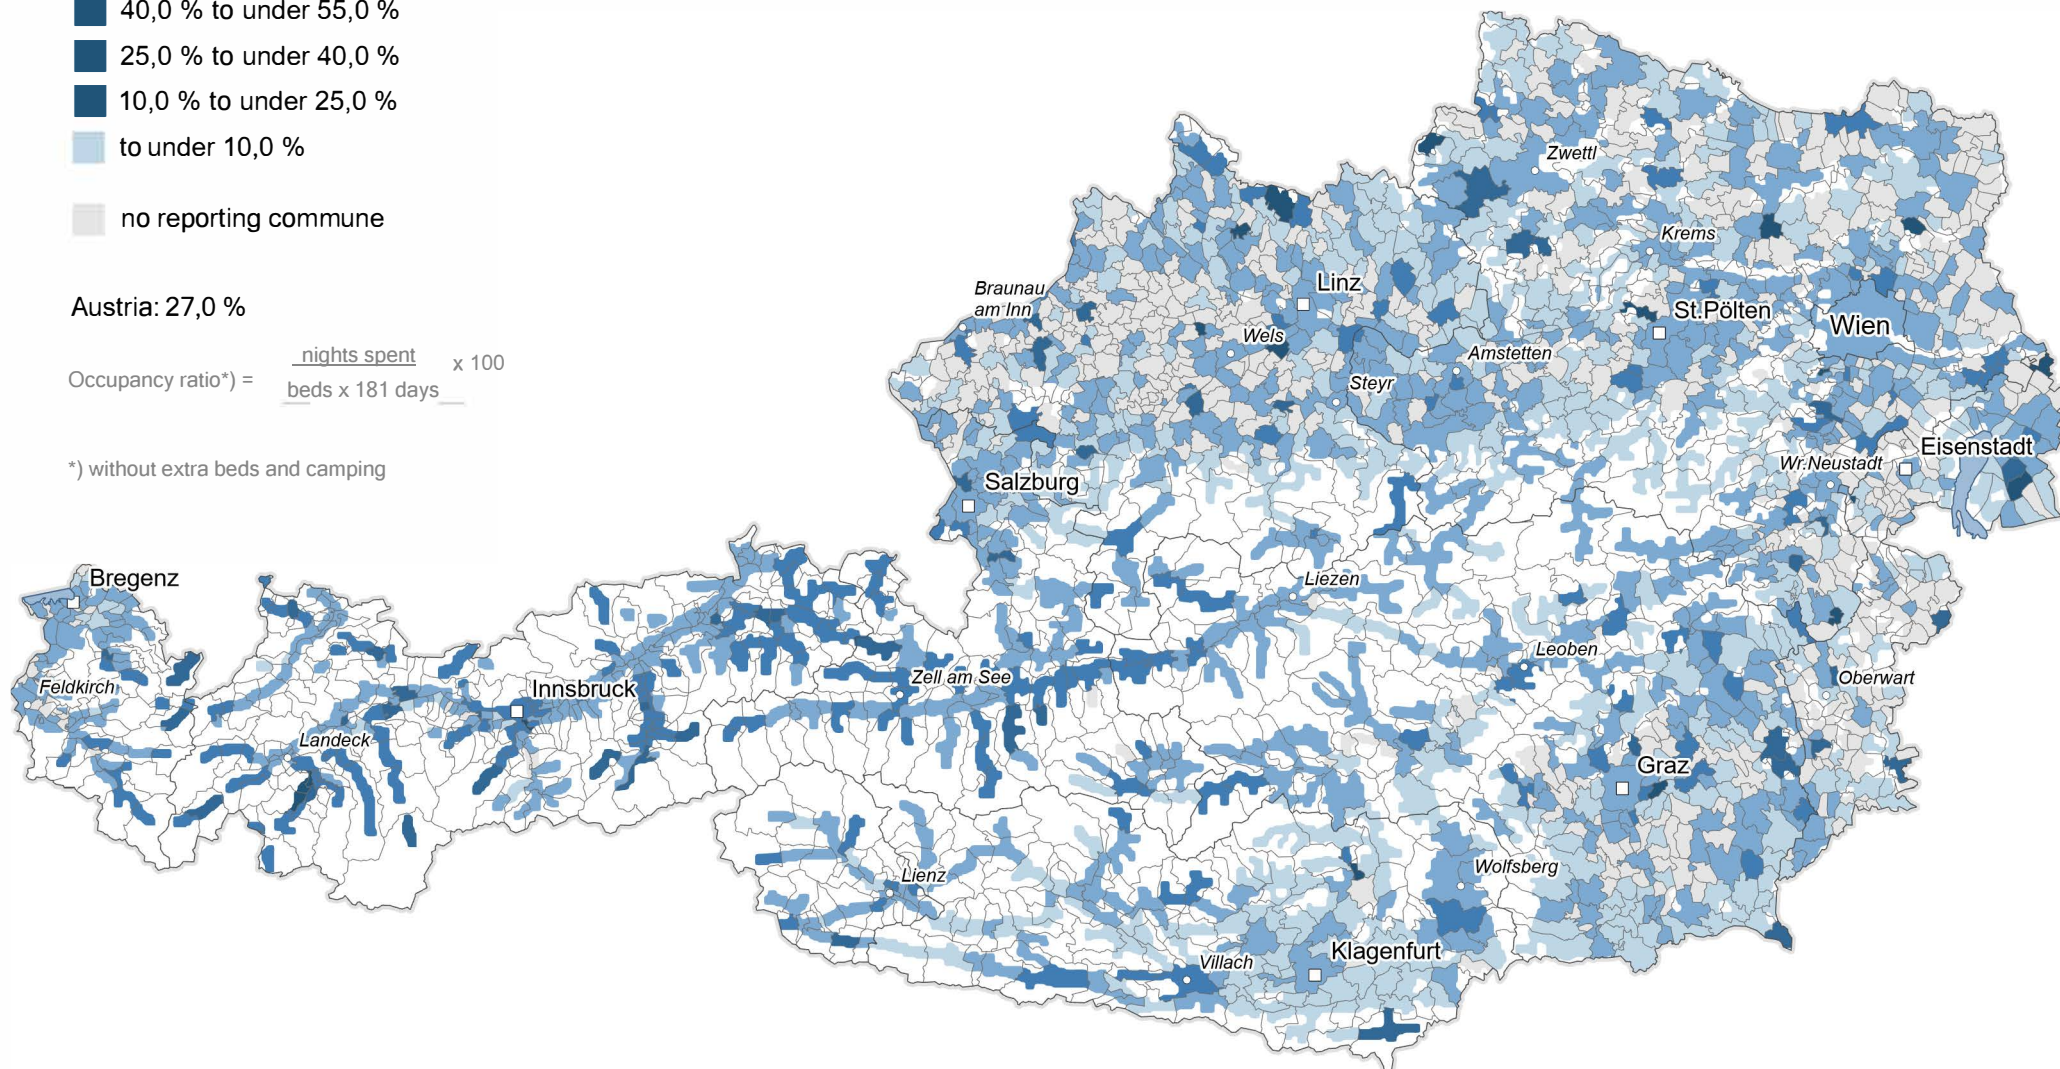 40,0 % to under 55,0 %
25,0 % to under 40,0 %
10,0 % to under 25,0 %
to under 10,0 %
no reporting commune
Austria: 27,0 %
Occupancy ratio*) =
nights spent
x 100
beds x 181 days
*) without extra beds and camping
Zwettl
Krems
Braunau
am Inn
Linz
St.Pölten
Wien
Wels
Amstetten
Steyr
Eisenstadt
Wr.Neustadt
Salzburg
Bregenz
Liezen
Leoben
Feldkirch
Innsbruck
Zell am See
Oberwart
Landeck
Graz
Lienz
Wolfsberg
Klagenfurt
Villach